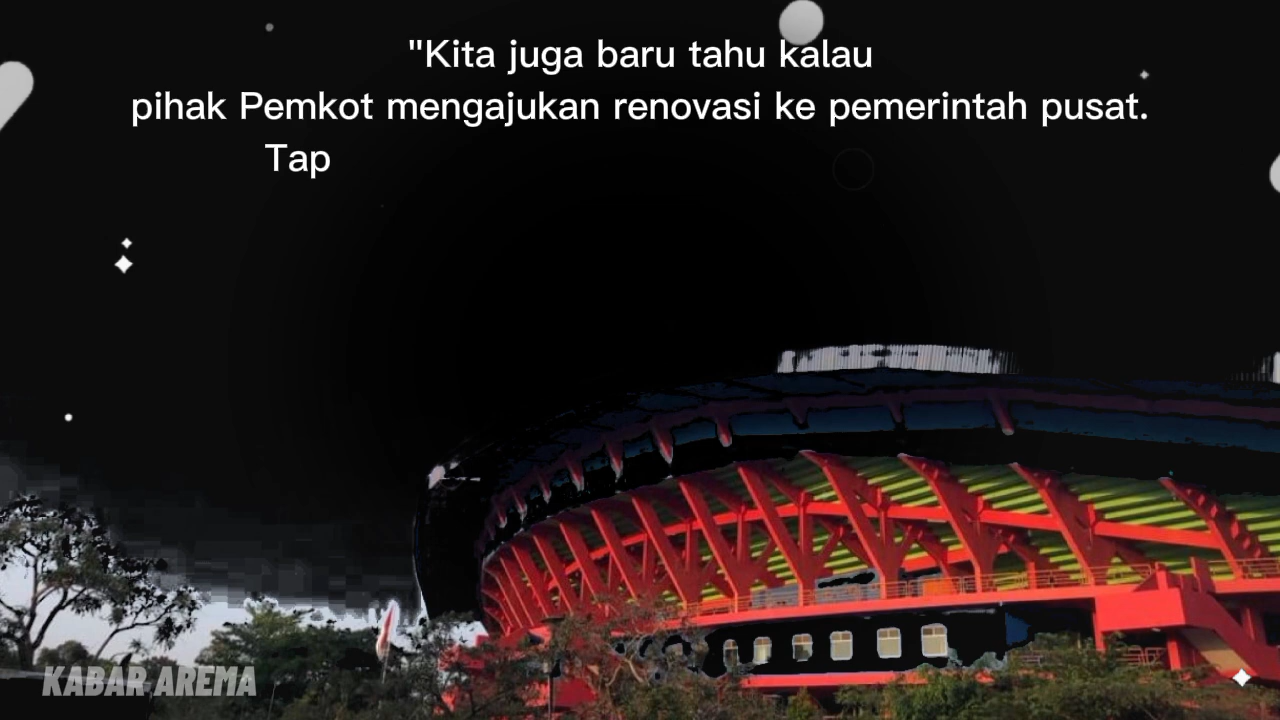 "Kita juga baru tahu kalau
pihak Pemkot mengajukan renovasi ke pemerintah pusat.
Tap
KABAR AREMA